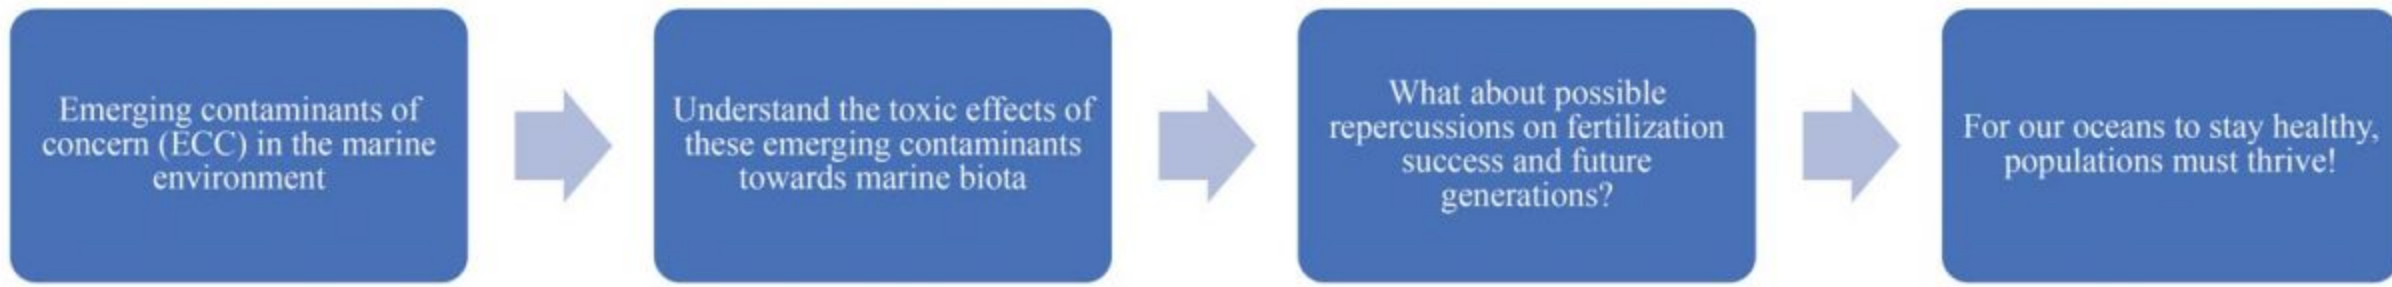 Emerging contaminants of
concern (ECC) in the marine
environment
Understand the toxic effects of
these emerging contaminants
towards marine biota
What about possible
repercussions on fertilization
success and future
generations?
For our oceans to stay healthy,
populations must thrive!